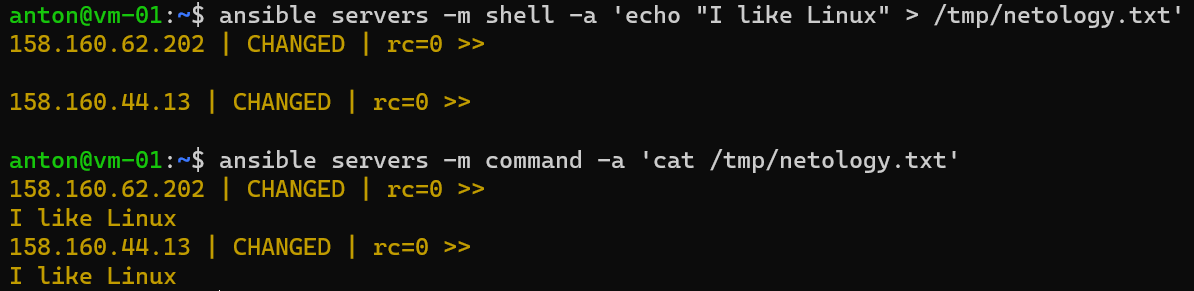 anton@vm-01:~$ ansible servers -m shell -a 'echo "I like Linux" > /tmp/netology.txt'
158.160.62.202 | CHANGED | rc=0 >>
158.160.44.13 | CHANGED | rc=0 >>
anton@vm-01:~$ ansible servers -m command -a 'cat /tmp/netology.txt'
158.160.62.202 | CHANGED | rc=0 >>
I like Linux
158.160.44.13 | CHANGED | rc=0 >>
I like Linux